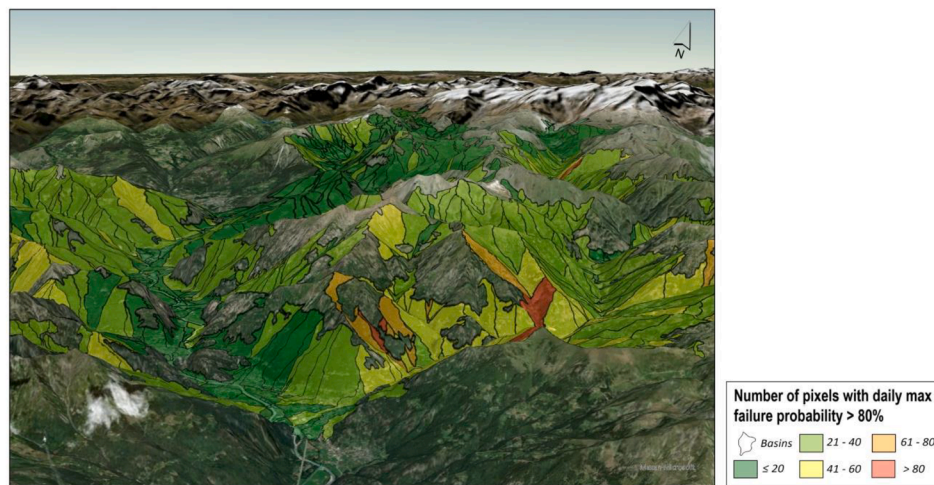 N
Number of pixels with daily max
failure probability > 80%
Basins
21 - 40
61 - 80
≤ 20
41 - 60
> 80